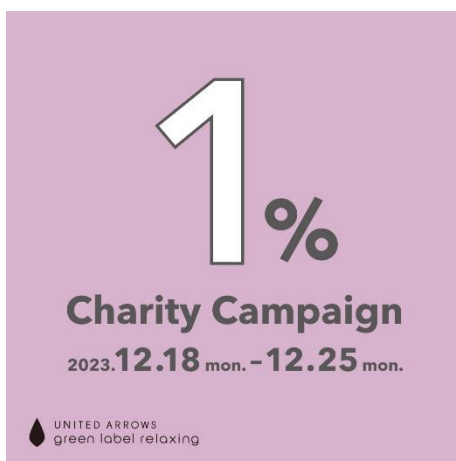 1%
Charity Campaign
2023.12.18 mon.–12.25 mon.
UNITED ARROWS
green label relaxing